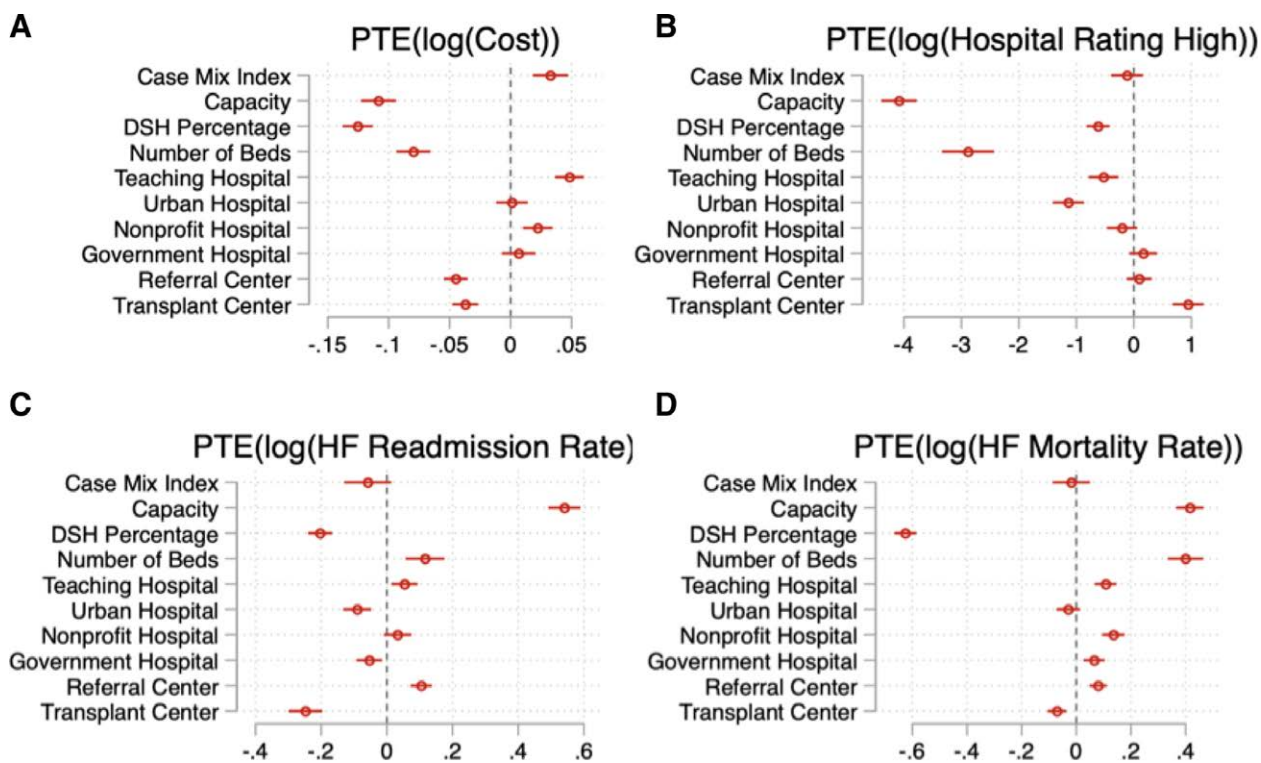 A
PTE(log(Cost))
Case Mix Index
Capacity
DSH Percentage
Number of Beds
Teaching Hospital
Urban Hospital
Nonprofit Hospital
Government Hospital
Referral Center
Transplant Center
-.15 -.1 -.05 0 .05
B
PTE(log(Hospital Rating High))
Case Mix Index
Capacity
DSH Percentage
Number of Beds
Teaching Hospital
Urban Hospital
Nonprofit Hospital
Government Hospital
Referral Center
Transplant Center
-4 -3 -2 -1 0 1
C
PTE(log(HF Readmission Rate)
Case Mix Index
Capacity
DSH Percentage
Number of Beds
Teaching Hospital
Urban Hospital
Nonprofit Hospital
Government Hospital
Referral Center
Transplant Center
-.4 -.2 0 .2 .4 .6
D
PTE(log(HF Mortality Rate))
Case Mix Index
Capacity
DSH Percentage
Number of Beds
Teaching Hospital
Urban Hospital
Nonprofit Hospital
Government Hospital
Referral Center
Transplant Center
-.6 -.4 -.2 0 .2 .4